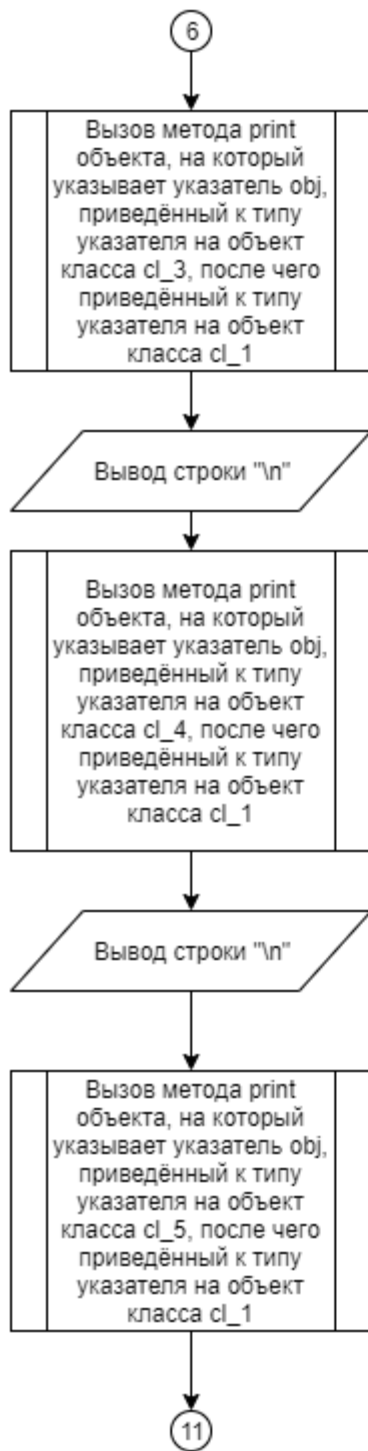 6
Вызов метода print
объекта, на который
указывает указатель obj,
приведённый к типу
указателя на объект
класса cl_3, после чего
приведённый к типу
указателя на объект
класса cl_1
Вывод строки "\n"
Вызов метода print
объекта, на который
указывает указатель obj,
приведённый к типу
указателя на объект
класса cl_4, после чего
приведённый к типу
указателя на объект
класса cl_1
Вывод строки "\n"
Вызов метода print
объекта, на который
указывает указатель obj,
приведённый к типу
указателя на объект
класса cl_5, после чего
приведённый к типу
указателя на объект
класса cl_1
11